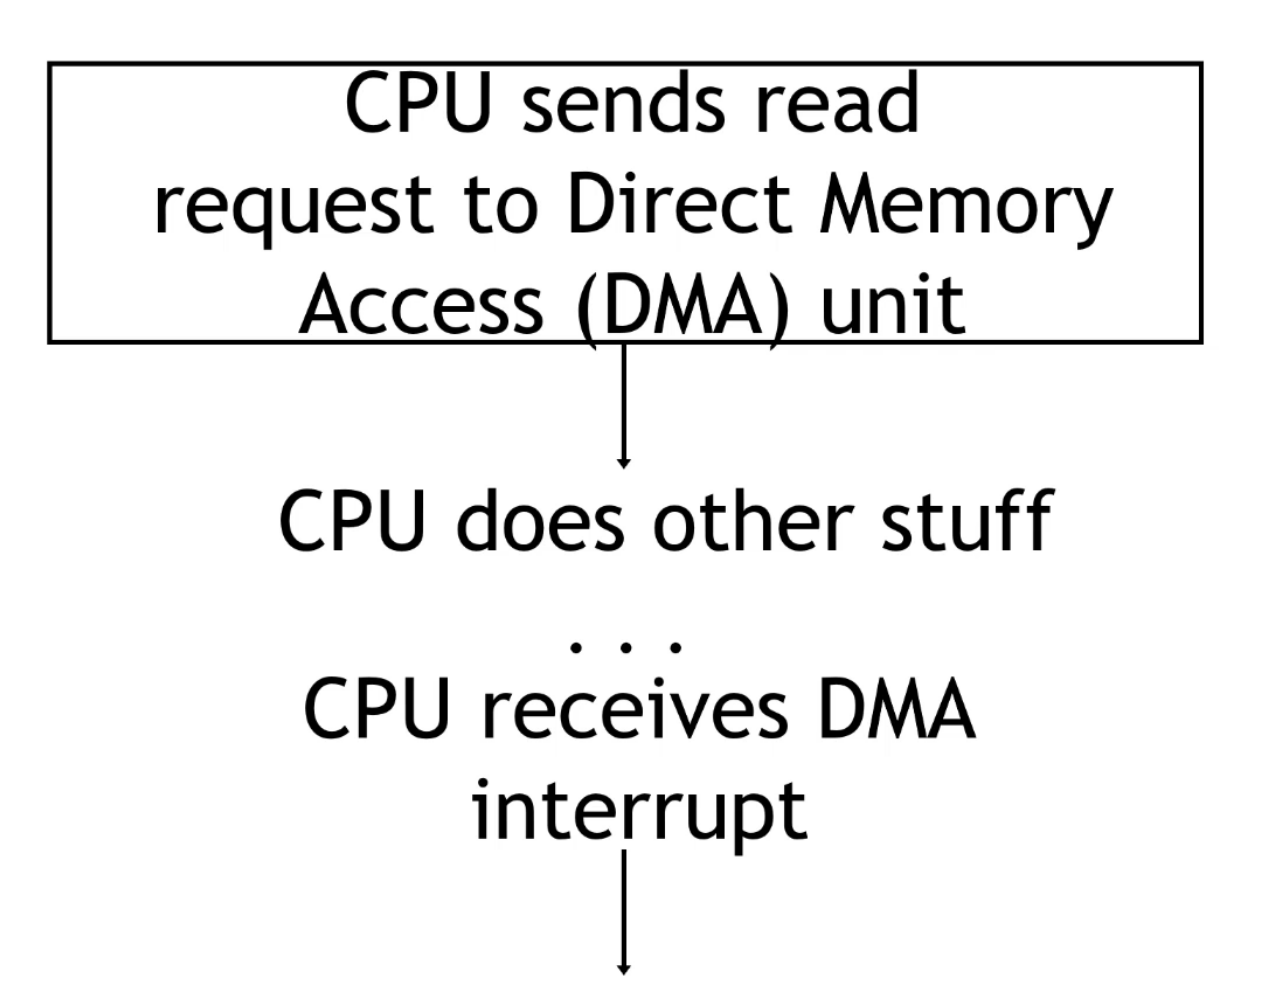 CPU sends read
request to Direct Memory
Access (DMA) unit
CPU does other stuff
. . .
CPU receives DMA
interrupt